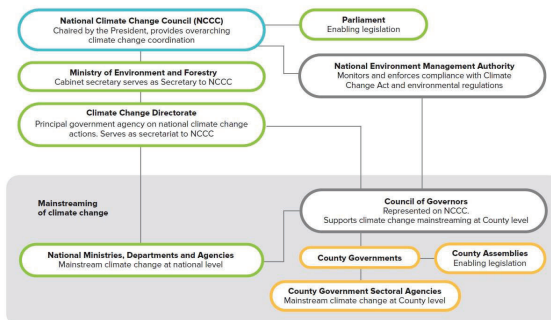 National Climate Change Council (NCCC)
Chaired by the President, provides overarching
climate change coordination
Parliament
Enabling legislation
Ministry of Environment and Forestry
Cabinet secretary serves as Secretary to NCCC
National Environment Management Authority
Monitors and enforces compliance with Climate
Change Act and environmental regulations
Climate Change Directorate
Principal government agency on national climate change
actions. Serves as secretariat to NCCC
Mainstreaming
of climate change
Council of Governors
Represented on NCCC.
Supports climate change mainstreaming at County level
National Ministries, Departments and Agencies
Mainstream climate change at national level
County Governments
County Assemblies
Enabling legislation
County Government Sectoral Agencies
Mainstream climate change at County level